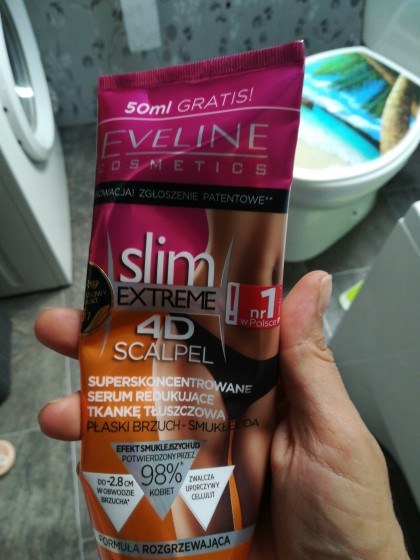 50ml GRATIS!
EVELINE
COSMETICS
ZGŁOSZENIE PATENTOWE**
slim
EXTREME
4D
SCALPEL
nr 1
w Polsce
SUPERSKONCENTROWANE
SERUM REDUKUJĄCE
TKANKĘ TŁUSZCZOWĄ
PŁASKI BRZUCH - SMUKŁE UDA
EFEKT SMUKLEJSZYCH UD
POTWIERDZONY PRZEZ
98%
KOBIET
DO -2.8 CM
W OBWODZIE
BRZUCHA*
ZWALCZA
UPORCZYWY
CELLULIT
FORMUŁA ROZGRZEWAJĄCA